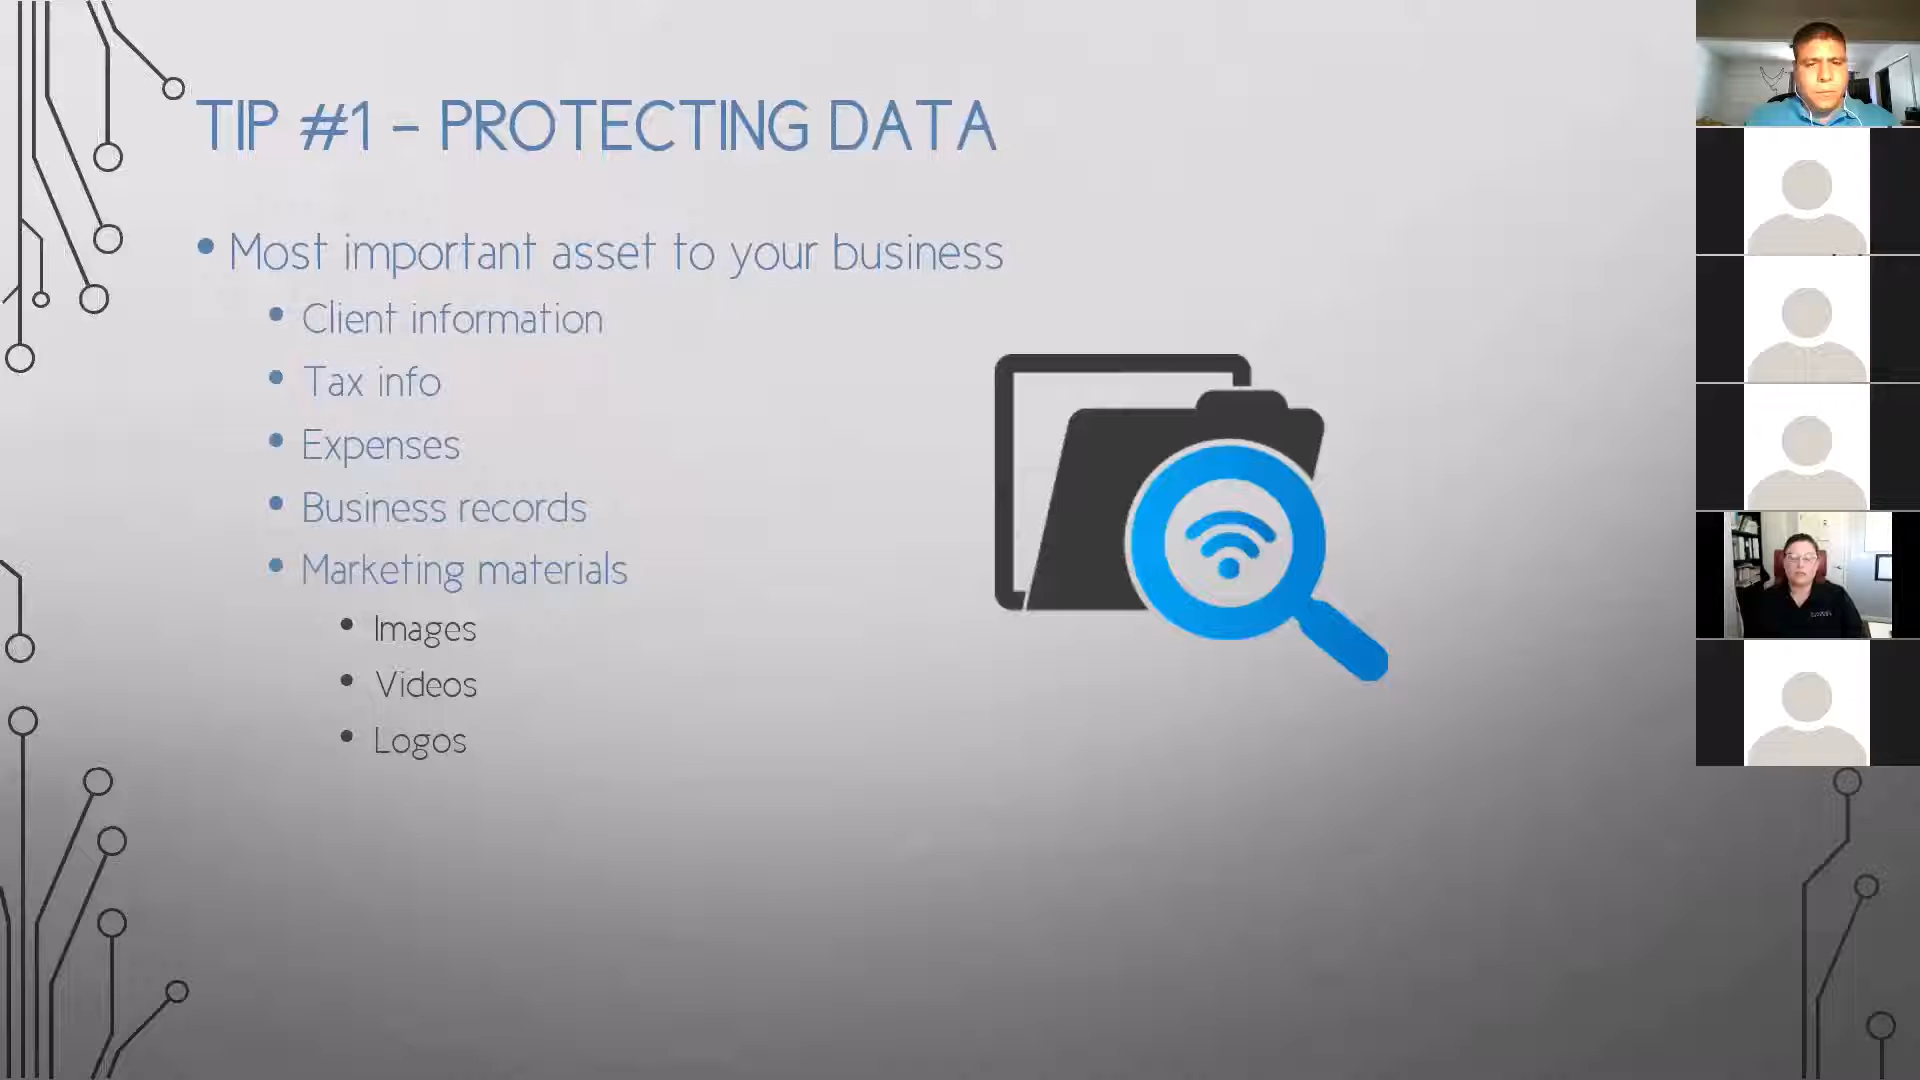 TIP #1 – PROTECTING DATA
Most important asset to your business
Client information
Tax info
Expenses
Business records
Marketing materials
Images
Videos
Logos